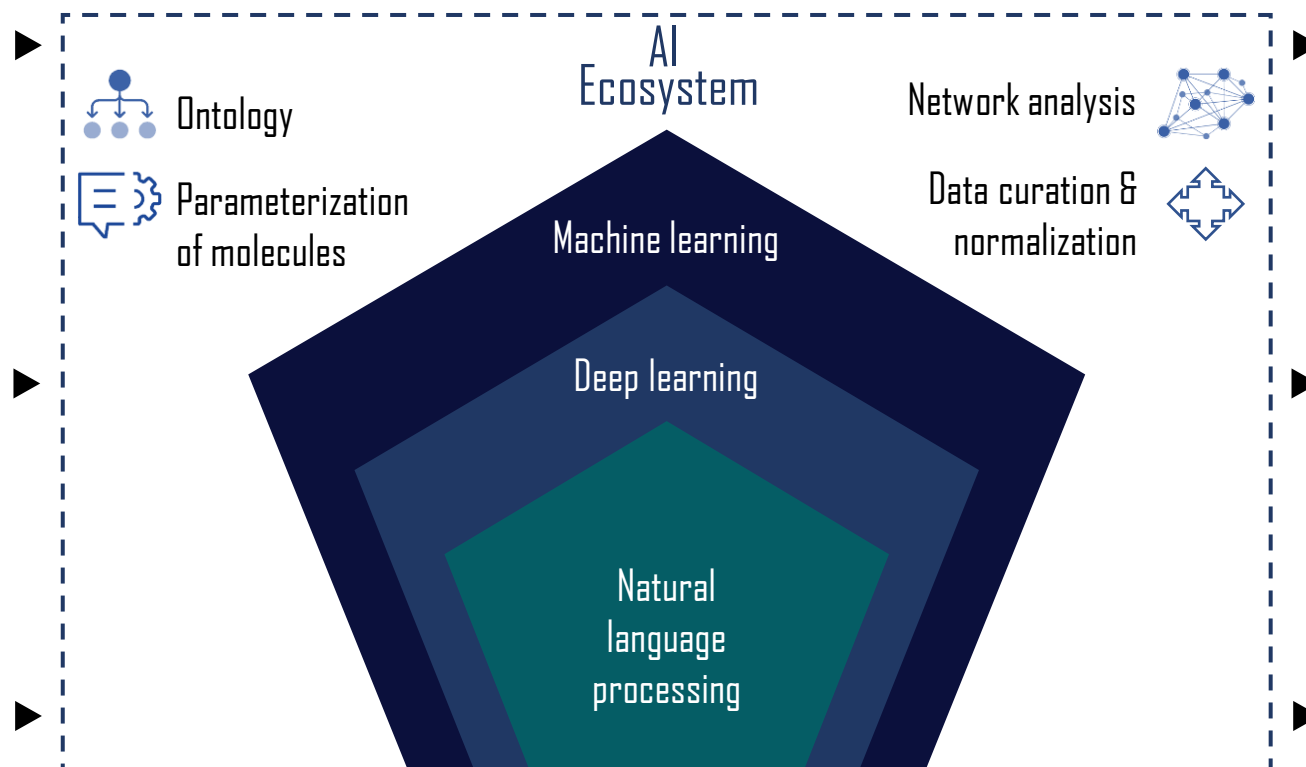 AI
Ecosystem
Ontology
Parameterization
of molecules
Network analysis
Data curation &
normalization
Machine learning
Deep learning
Natural
language
processing